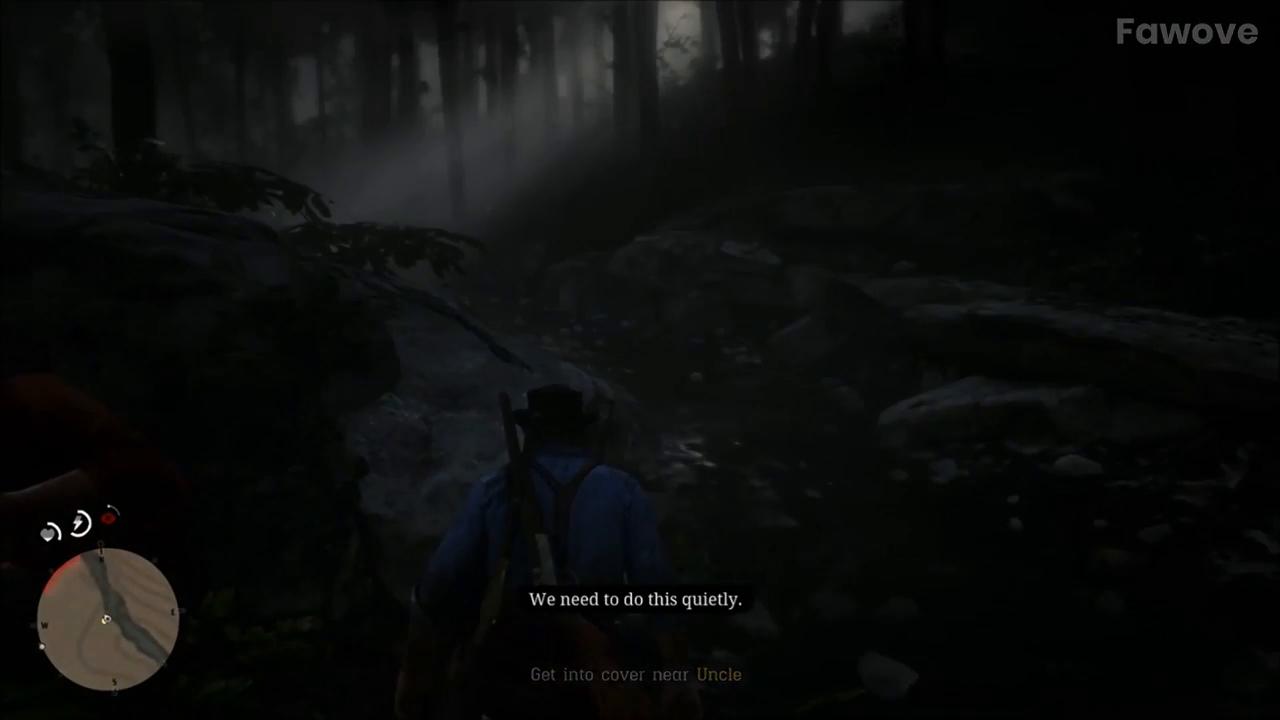 Fawove
N
W
E
S
We need to do this quietly.
Get into cover near Uncle